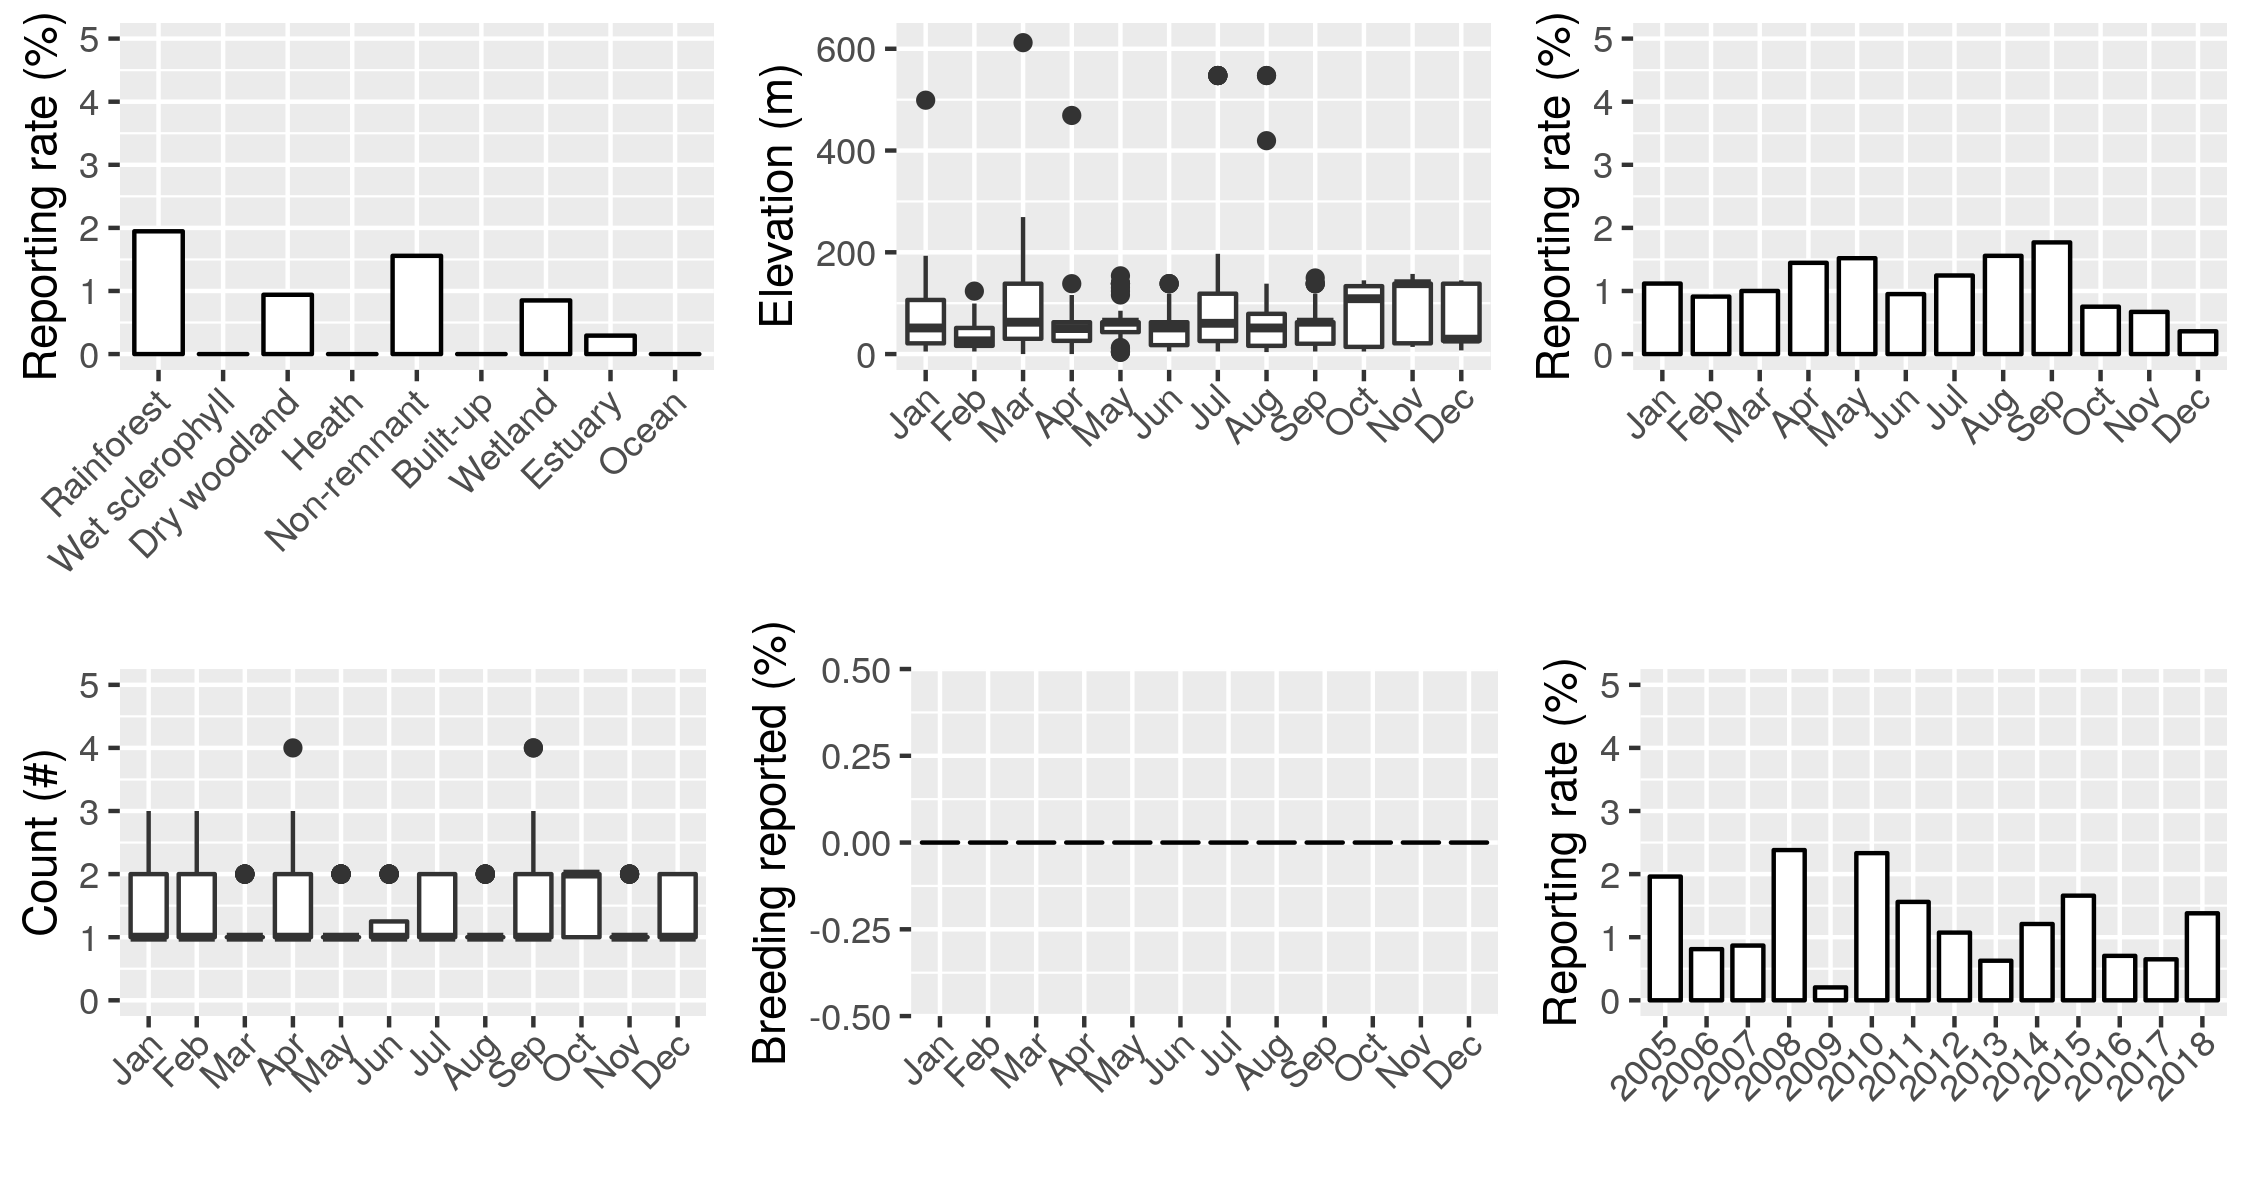 Reporting rate (%)
5
4
3
2
1
0
Rainforest
Wet sclerophyll
Dry woodland
Heath
Non-remnant
Built-up
Wetland
Estuary
Ocean
Elevation (m)
600
400
200
0
Jan
Feb
Mar
Apr
May
Jun
Jul
Aug
Sep
Oct
Nov
Dec
Reporting rate (%)
5
4
3
2
1
0
Jan
Feb
Mar
Apr
May
Jun
Jul
Aug
Sep
Oct
Nov
Dec
Count (#)
5
4
3
2
1
0
Jan
Feb
Mar
Apr
May
Jun
Jul
Aug
Sep
Oct
Nov
Dec
Breeding reported (%)
0.50
0.25
0.00
-0.25
-0.50
Jan
Feb
Mar
Apr
May
Jun
Jul
Aug
Sep
Oct
Nov
Dec
Reporting rate (%)
5
4
3
2
1
0
2005
2006
2007
2008
2009
2010
2011
2012
2013
2014
2015
2016
2017
2018